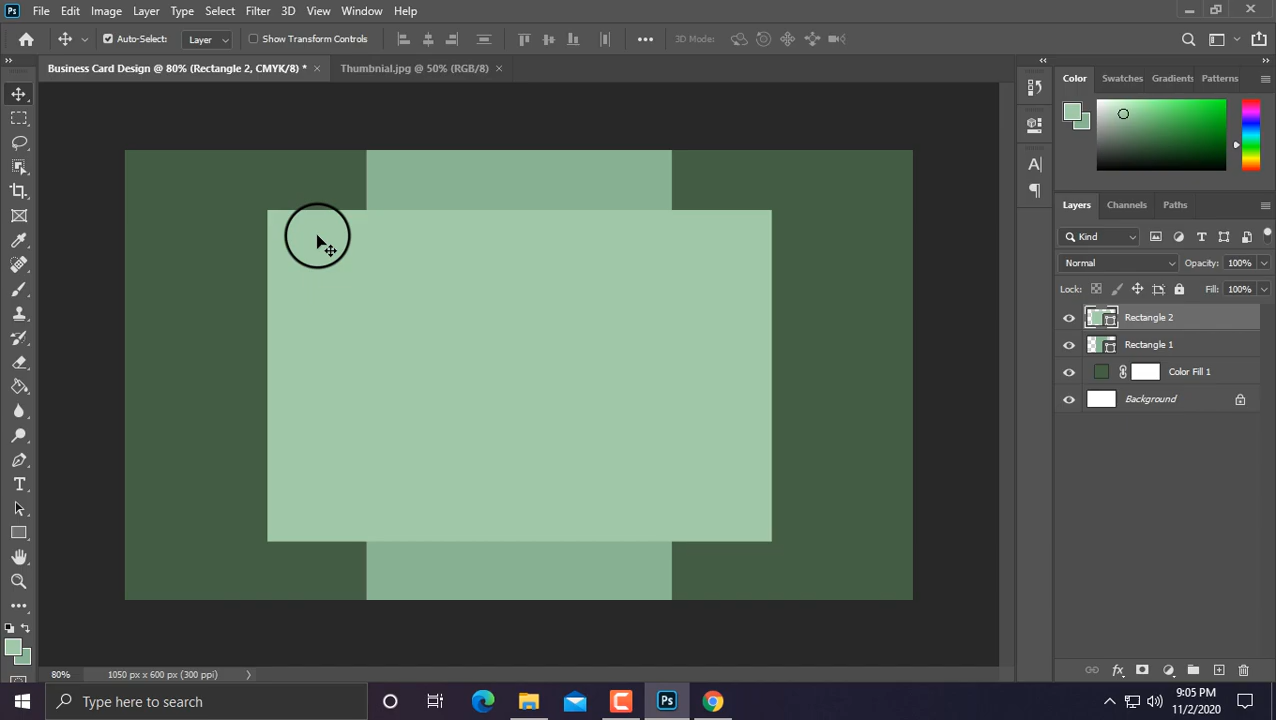 Ps File Edit Image Layer Type Select Filter 3D View Window Help
Auto-Select: Layer Show Transform Controls 3D Mode:
Business Card Design @ 80% (Rectangle 2, CMYK/8) * Thumbnial.jpg @ 50% (RGB/8)
Color Swatches Gradients Patterns
Layers Channels Paths
Kind
Normal Opacity: 100%
Lock: Fill: 100%
Rectangle 2
Rectangle 1
Color Fill 1
Background
80% 1050 px x 600 px (300 ppi)
Type here to search
Ps
9:05 PM
11/2/2020